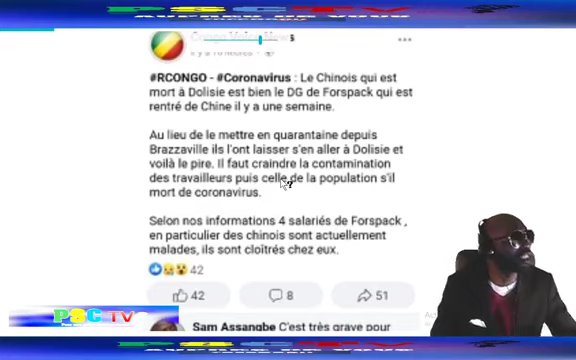 #RCONGO - #Coronavirus : Le Chinois qui est
mort à Dolisie est bien le DG de Forspack qui est
rentré de Chine il y a une semaine.
Au lieu de le mettre en quarantaine depuis
Brazzaville ils l'ont laisser s'en aller à Dolisie et
voilà le pire. Il faut craindre la contamination
des travailleurs puis celle de la population s'il
mort de coronavirus.
Selon nos informations 4 salariés de Forspack ,
en particulier des chinois sont actuellement
malades, ils sont cloîtrés chez eux.
42
42
8
51
PSC TV
Sam Assangbe C'est très grave pour